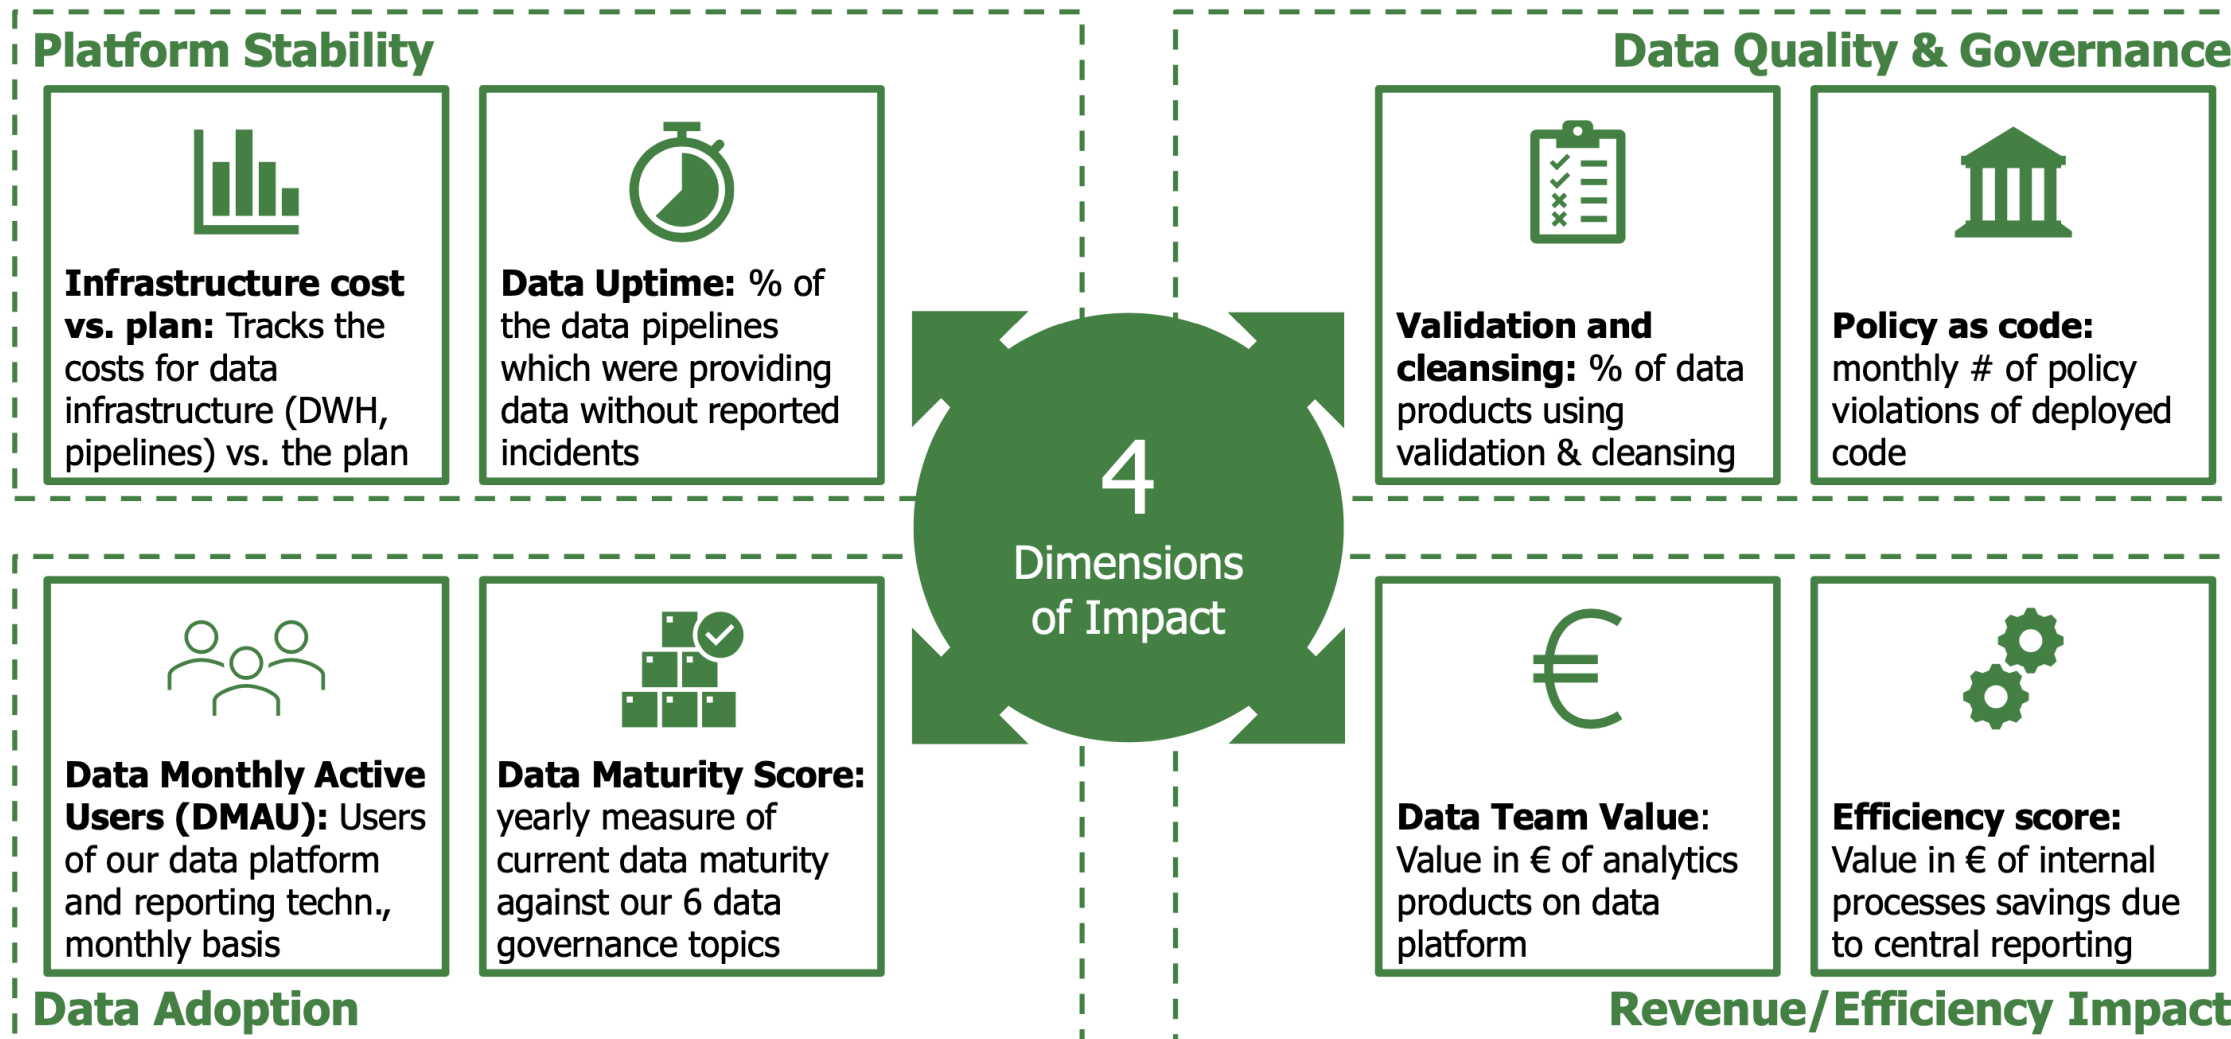 Platform Stability
Infrastructure cost
vs. plan: Tracks the
costs for data
infrastructure (DWH,
pipelines) vs. the plan
Data Uptime: % of
the data pipelines
which were providing
data without reported
incidents
Data Quality & Governance
Validation and
cleansing: % of data
products using
validation & cleansing
Policy as code:
monthly # of policy
violations of deployed
code
4
Dimensions
of Impact
Data Monthly Active
Users (DMAU): Users
of our data platform
and reporting techn.,
monthly basis
Data Maturity Score:
yearly measure of
current data maturity
against our 6 data
governance topics
Data Adoption
€
Data Team Value:
Value in € of analytics
products on data
platform
Efficiency score:
Value in € of internal
processes savings due
to central reporting
Revenue/Efficiency Impact